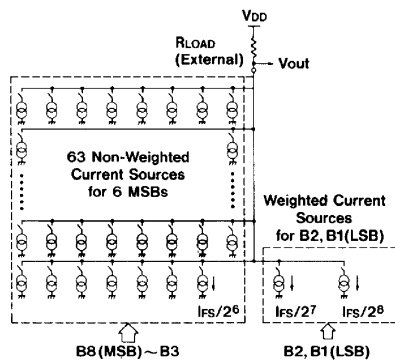 VDD
RLOAD
(External)
Vout
63 Non-Weighted
Current Sources
for 6 MSBs
Weighted Current
Sources
for B2, B1(LSB)
IFS/2⁶
IFS/2⁷
IFS/2⁸
B8(MSB)~B3
B2, B1(LSB)